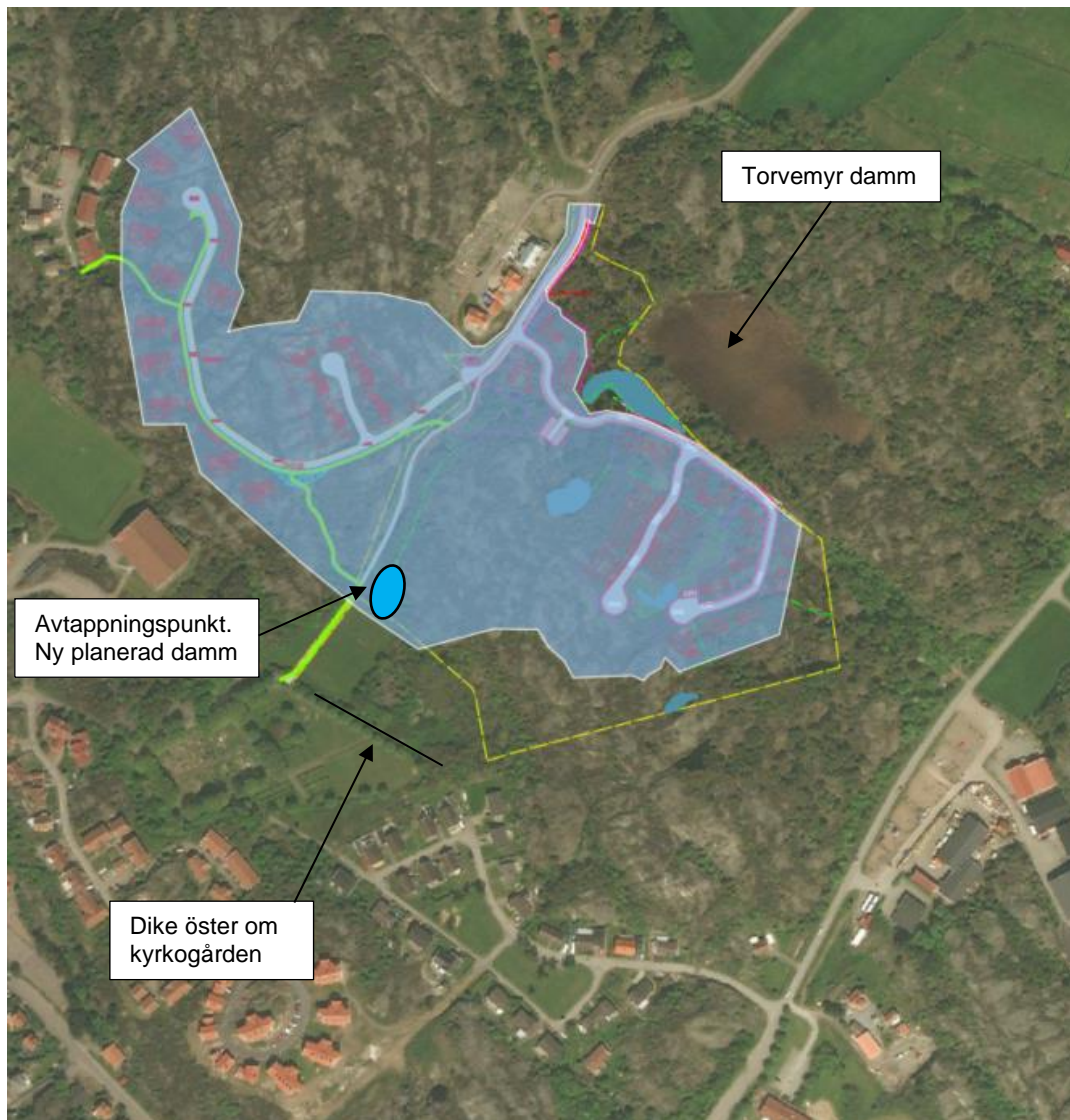 Torvemyr damm
Avtappningspunkt.
Ny planerad damm
Dike öster om
kyrkogården